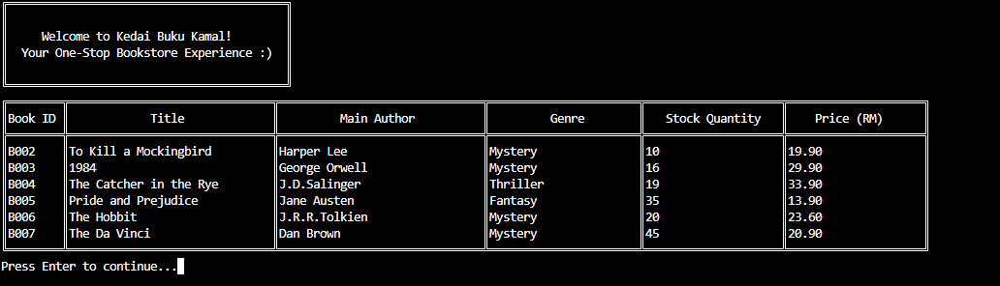 Welcome to Kedai Buku Kamal!
Your One-Stop Bookstore Experience :)
Book ID Title Main Author Genre Stock Quantity Price (RM)
B002 To Kill a Mockingbird Harper Lee Mystery 10 19.90
B003 1984 George Orwell Mystery 16 29.90
B004 The Catcher in the Rye J.D.Salinger Thriller 19 33.90
B005 Pride and Prejudice Jane Austen Fantasy 35 13.90
B006 The Hobbit J.R.R.Tolkien Mystery 20 23.60
B007 The Da Vinci Dan Brown Mystery 45 20.90
Press Enter to continue...